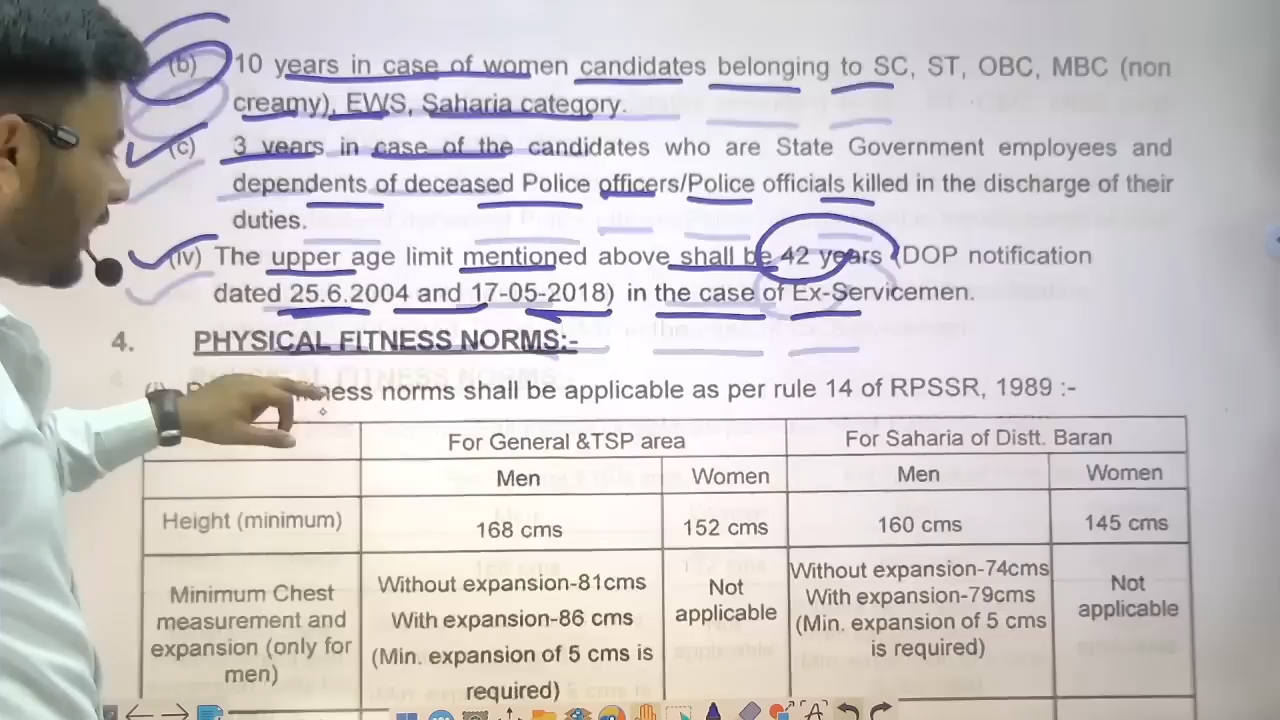 (b) 10 years in case of women candidates belonging to SC, ST, OBC, MBC (non
creamy), EWS, Saharia category.
(c) 3 years in case of the candidates who are State Government employees and
dependents of deceased Police officers/Police officials killed in the discharge of their
duties.
(iv) The upper age limit mentioned above shall be 42 years (DOP notification
dated 25.6.2004 and 17-05-2018) in the case of Ex-Servicemen.
4. PHYSICAL FITNESS NORMS:-
fitness norms shall be applicable as per rule 14 of RPSSR, 1989 :-
For General &TSP area For Saharia of Distt. Baran
Men Women Men Women
Height (minimum) 168 cms 152 cms 160 cms 145 cms
Minimum Chest
measurement and
expansion (only for
men)
Without expansion-81cms
With expansion-86 cms
(Min. expansion of 5 cms is
required)
Not
applicable
Without expansion-74cms
With expansion-79cms
(Min. expansion of 5 cms
is required)
Not
applicable